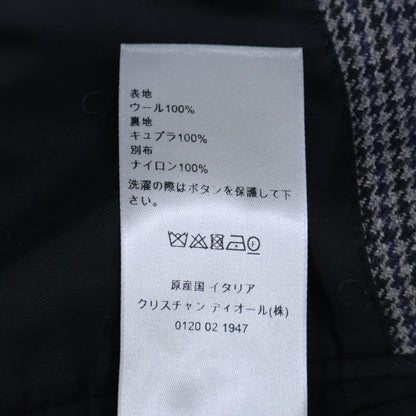 表地
ウール100%
裏地
キュプラ100%
別布
ナイロン100%
洗濯の際はボタンを保護して下
さい。
原産国 イタリア
クリスチャン ディオール(株)
0120 02 1947